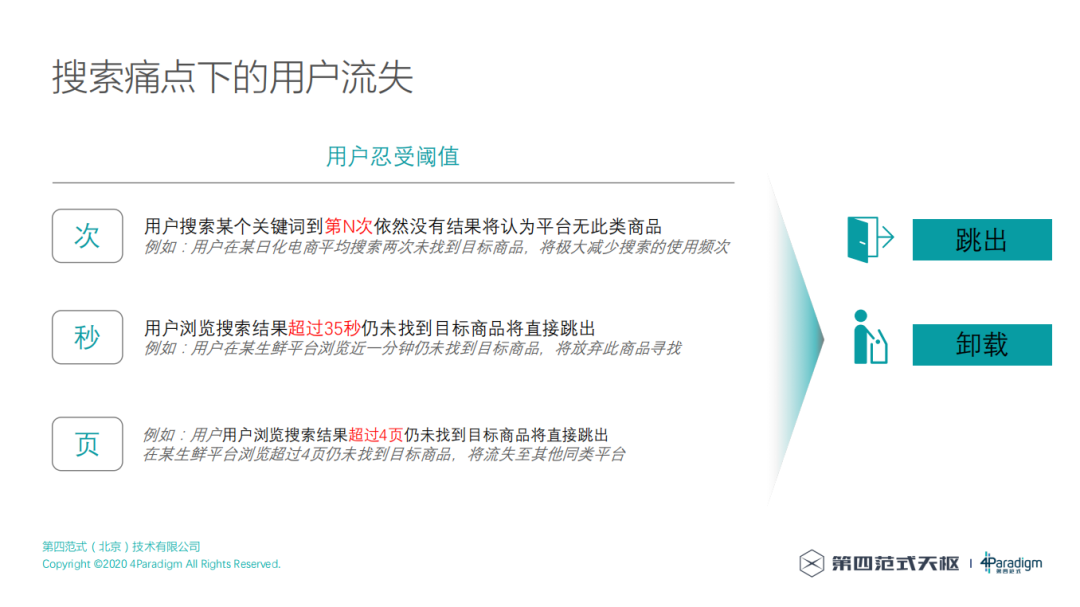 搜索痛点下的用户流失
用户忍受阈值
次
用户搜索某个关键词到第N次依然没有结果将认为平台无此类商品
例如：用户在某日化电商平均搜索两次未找到目标商品，将极大减少搜索的使用频次
秒
用户浏览搜索结果超过35秒仍未找到目标商品将直接跳出
例如：用户在某生鲜平台浏览近一分钟仍未找到目标商品，将放弃此商品寻找
页
例如：用户用户浏览搜索结果超过4页仍未找到目标商品将直接跳出
在某生鲜平台浏览超过4页仍未找到目标商品，将流失至其他同类平台
跳出
卸载
第四范式（北京）技术有限公司
Copyright ©2020 4Paradigm All Rights Reserved.
第四范式天枢 | 4Paradigm
第四范式